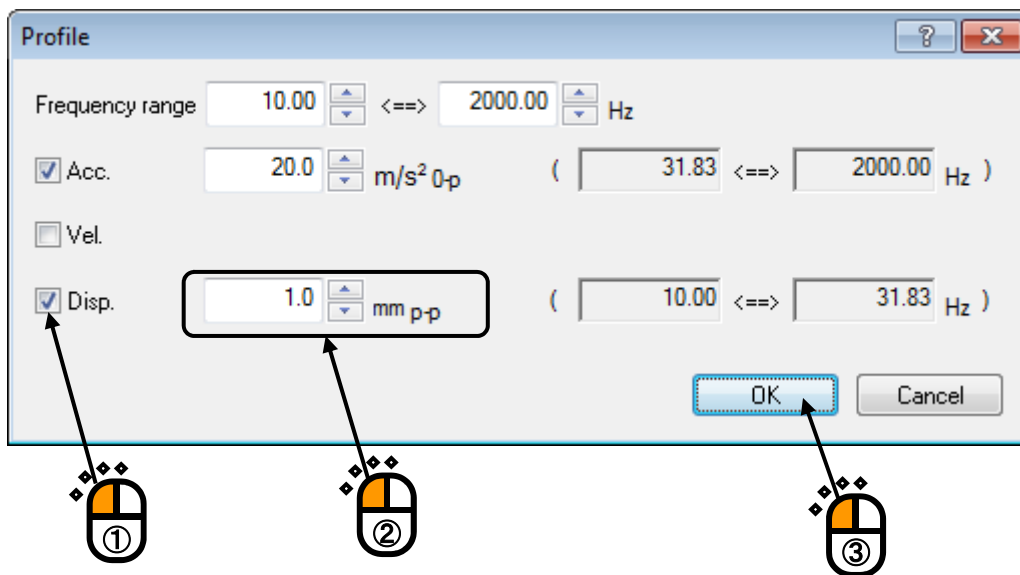 Profile
Frequency range 10.00 <==> 2000.00 Hz
Acc. 20.0 m/s² 0-p ( 31.83 <==> 2000.00 Hz )
Vel.
Disp. 1.0 mm p-p ( 10.00 <==> 31.83 Hz )
OK Cancel
① ② ③